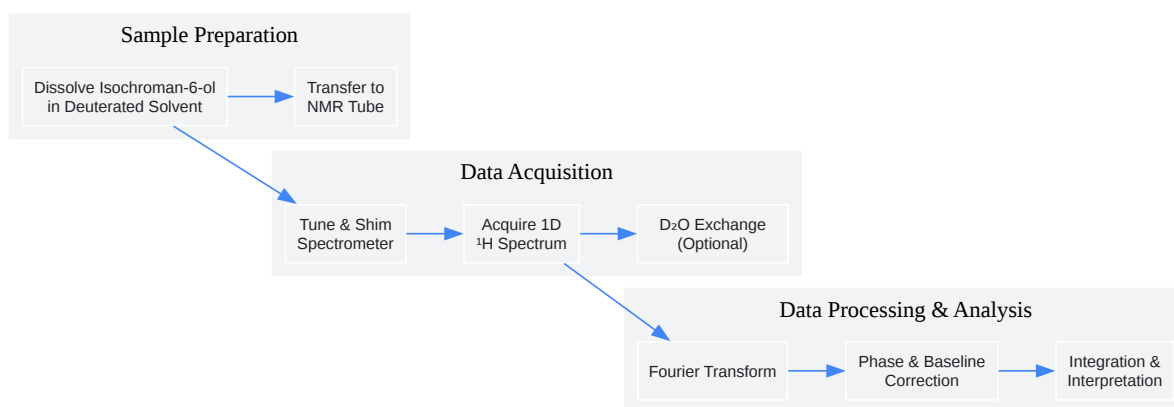 Sample Preparation
Dissolve Isochroman-6-ol
in Deuterated Solvent
Transfer to
NMR Tube
Data Acquisition
Tune & Shim
Spectrometer
Acquire 1D
¹H Spectrum
D₂O Exchange
(Optional)
Data Processing & Analysis
Fourier Transform
Phase & Baseline
Correction
Integration &
Interpretation